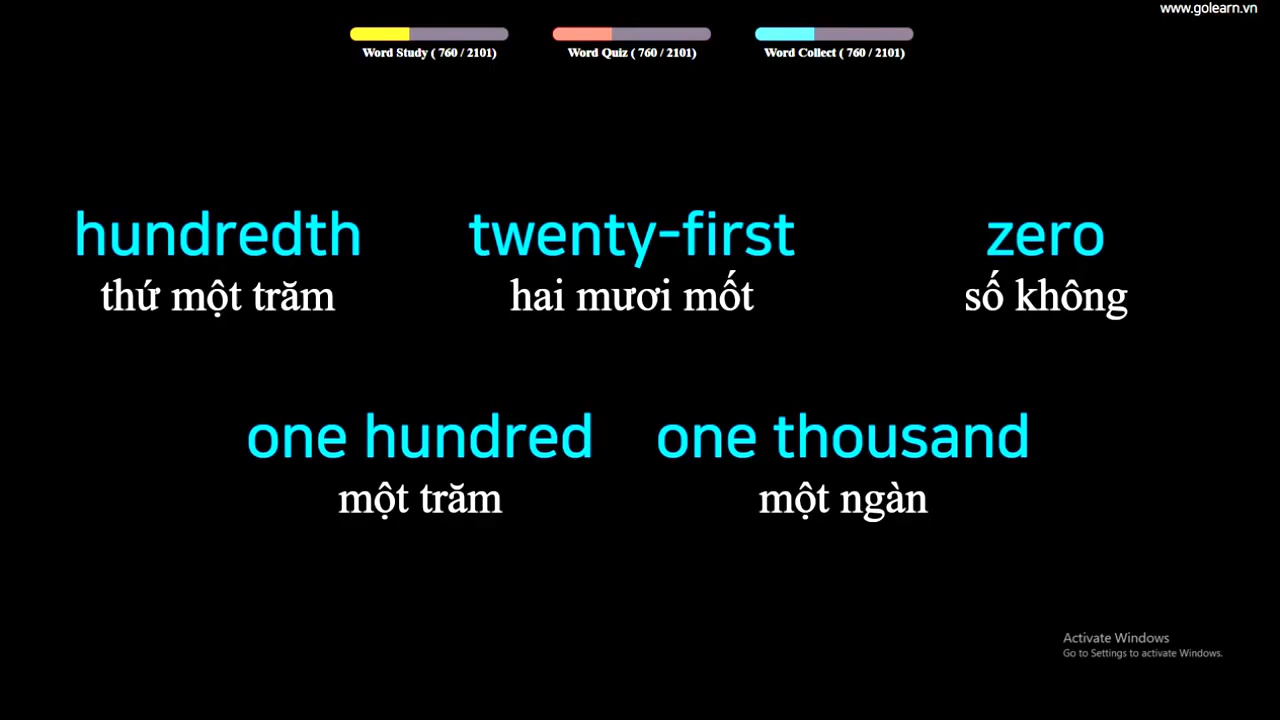 www.golearn.vn
Word Study ( 760 / 2101) Word Quiz ( 760 / 2101) Word Collect ( 760 / 2101)
hundredth twenty-first zero
thứ một trăm hai mươi mốt số không
one hundred one thousand
một trăm một ngàn
Activate Windows
Go to Settings to activate Windows.